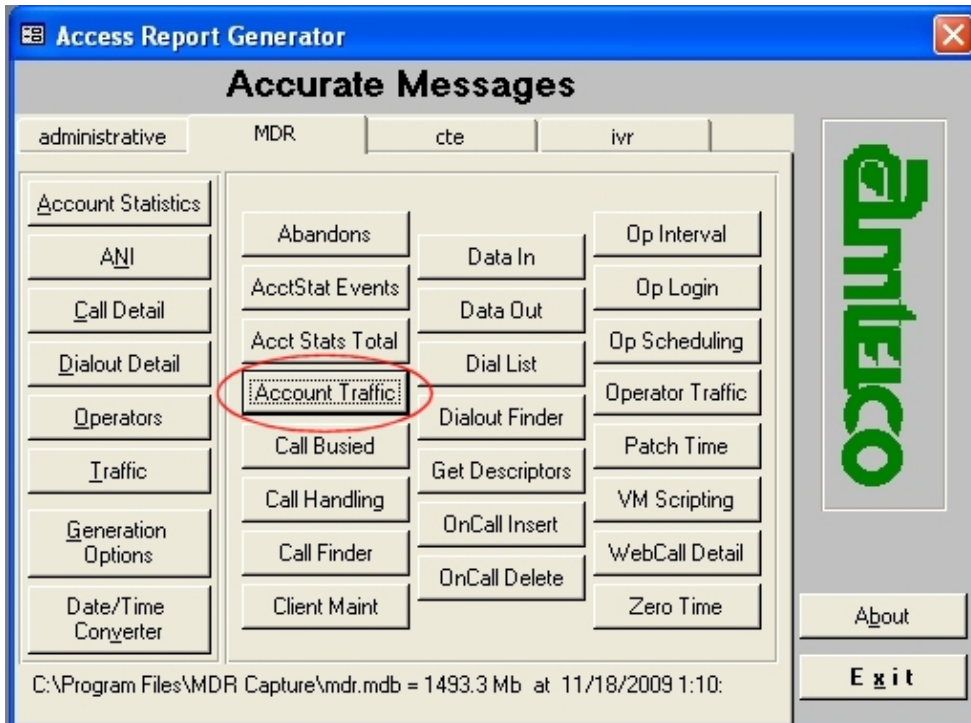 Access Report Generator
Accurate Messages
administrative
MDR
cte
ivr
Account Statistics
ANI
Call Detail
Dialout Detail
Operators
Traffic
Generation
Options
Date/Time
Converter
Abandons
AcctStat Events
Acct Stats Total
Account Traffic
Call Busied
Call Handling
Call Finder
Client Maint
Data In
Data Out
Dial List
Dialout Finder
Get Descriptors
OnCall Insert
OnCall Delete
Op Interval
Op Login
Op Scheduling
Operator Traffic
Patch Time
VM Scripting
WebCall Detail
Zero Time
amtelco
About
Exit
C:\Program Files\MDR Capture\mdr.mdb = 1493.3 Mb at 11/18/2009 1:10: